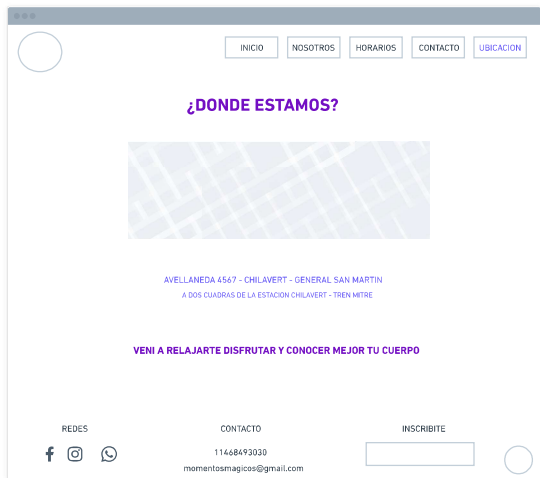 INICIO NOSOTROS HORARIOS CONTACTO UBICACION
¿DONDE ESTAMOS?
AVELLANEDA 4567 - CHILAVERT - GENERAL SAN MARTIN
A DOS CUADRAS DE LA ESTACION CHILAVERT - TREN MITRE
VENI A RELAJARTE DISFRUTAR Y CONOCER MEJOR TU CUERPO
REDES CONTACTO INSCRIBITE
11468493030
momentosmagicos@gmail.com